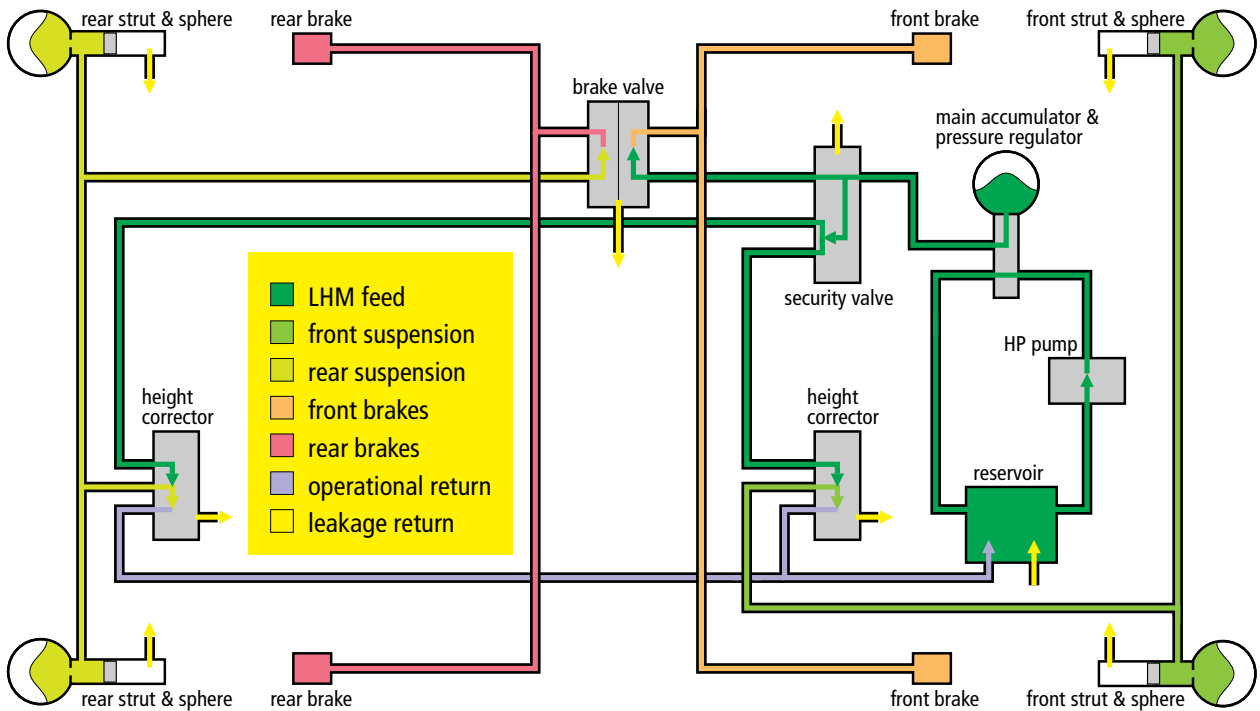 rear strut & sphere
rear brake
front brake
front strut & sphere
brake valve
main accumulator &
pressure regulator
security valve
LHM feed
front suspension
rear suspension
front brakes
rear brakes
operational return
leakage return
HP pump
height
corrector
height
corrector
reservoir
rear strut & sphere
rear brake
front brake
front strut & sphere